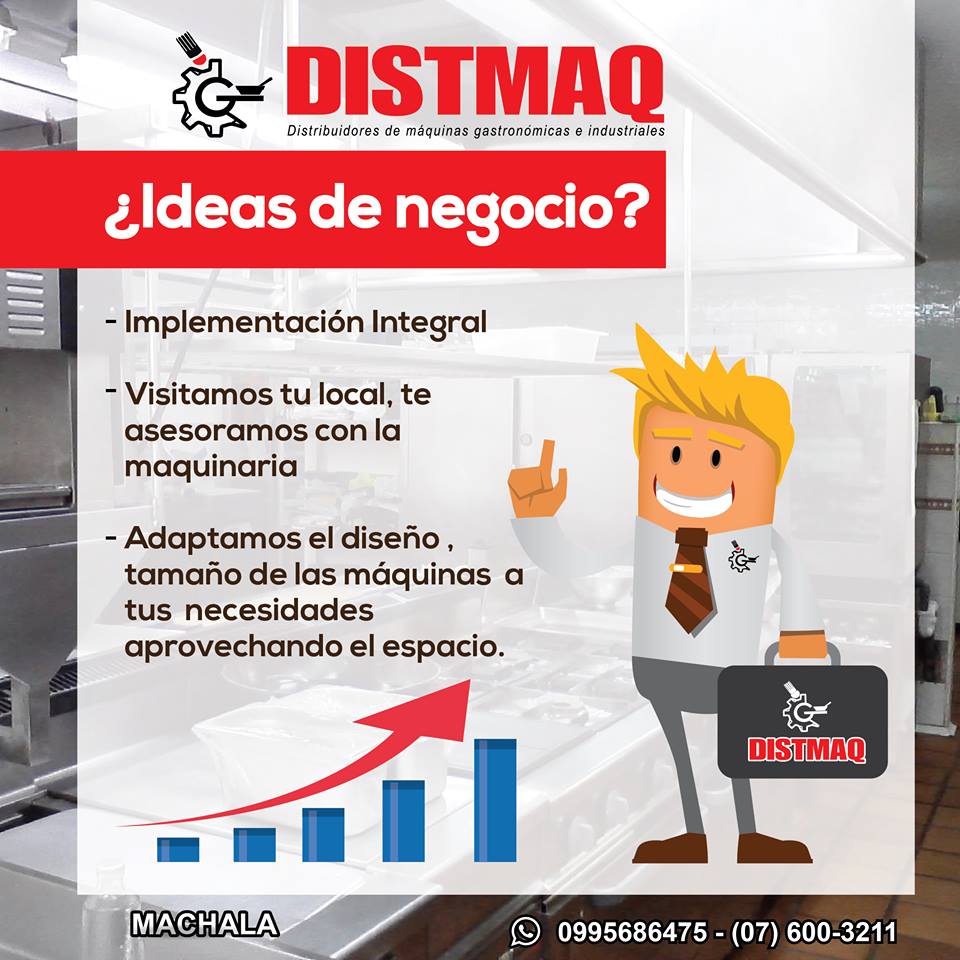 DISTMAQ
Distribuidores de máquinas gastronómicas e industriales
¿Ideas de negocio?
- Implementación Integral
- Visitamos tu local, te
asesoramos con la
maquinaria
- Adaptamos el diseño ,
tamaño de las máquinas a
tus necesidades
aprovechando el espacio.
DISTMAQ
MACHALA
0995686475 - (07) 600-3211